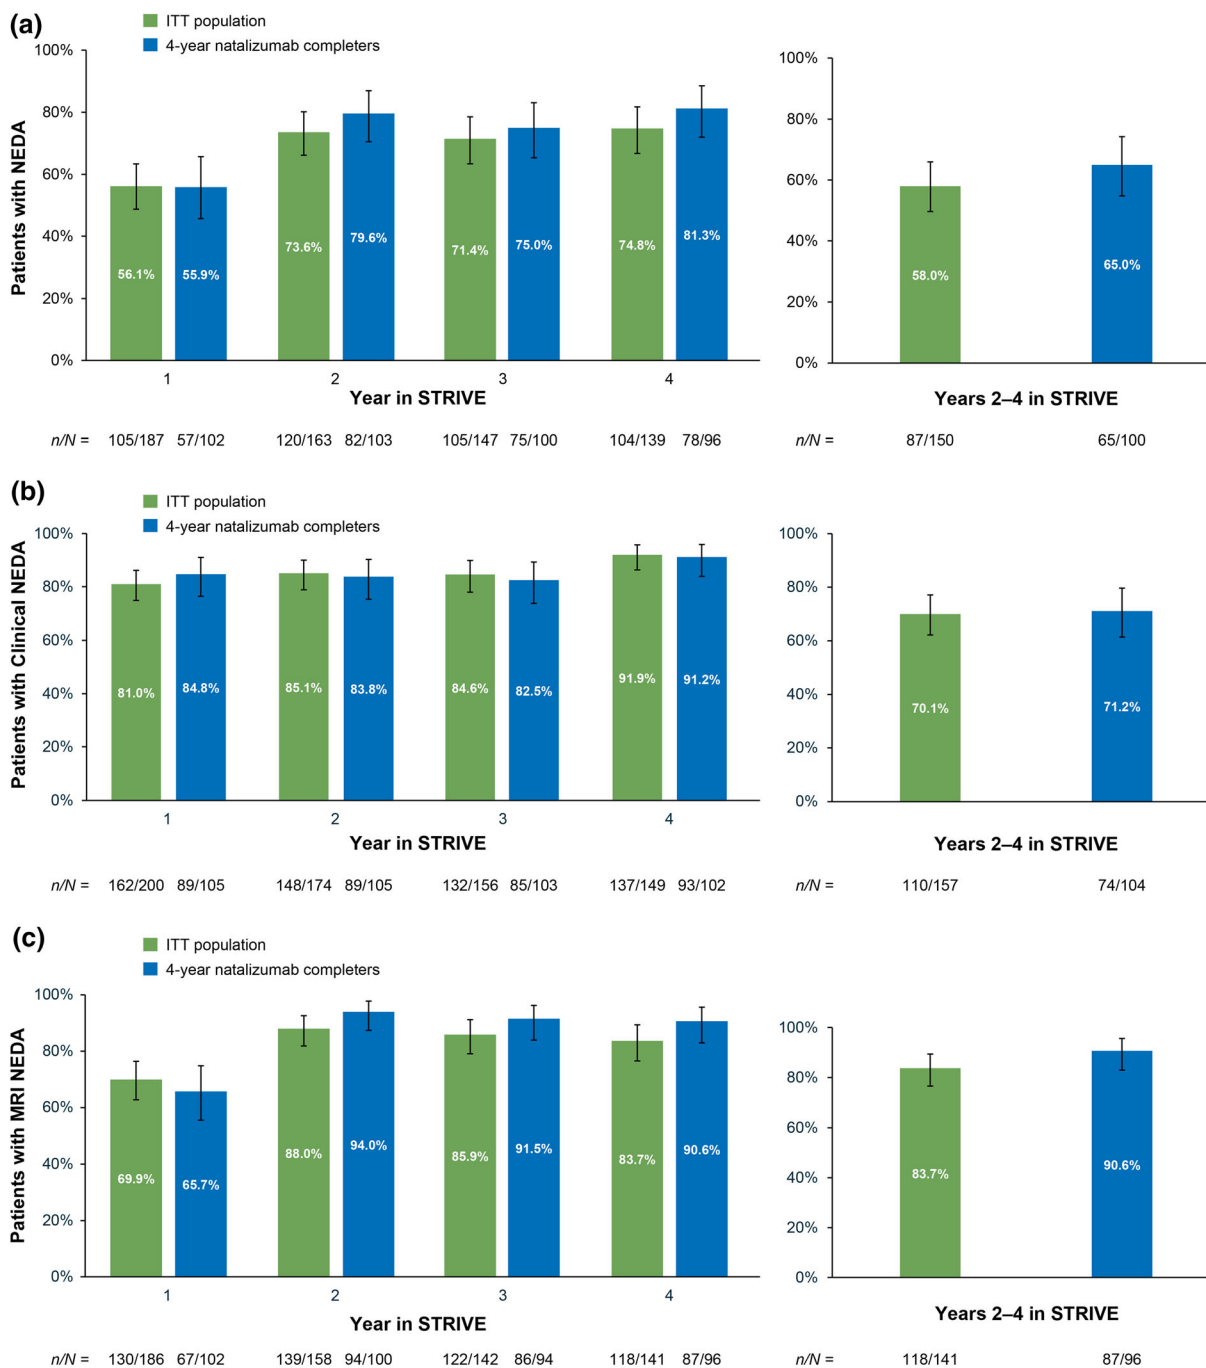 (a)
ITT population
4-year natalizumab completers
Patients with NEDA
100%
80%
60%
40%
20%
0%
56.1% 55.9% 73.6% 79.6% 71.4% 75.0% 74.8% 81.3%
1 2 3 4
Year in STRIVE
n/N = 105/187 57/102 120/163 82/103 105/147 75/100 104/139 78/96
100%
80%
60%
40%
20%
0%
58.0% 65.0%
Years 2–4 in STRIVE
n/N = 87/150 65/100
(b)
ITT population
4-year natalizumab completers
Patients with Clinical NEDA
100%
80%
60%
40%
20%
0%
81.0% 84.8% 85.1% 83.8% 84.6% 82.5% 91.9% 91.2%
1 2 3 4
Year in STRIVE
n/N = 162/200 89/105 148/174 89/105 132/156 85/103 137/149 93/102
100%
80%
60%
40%
20%
0%
70.1% 71.2%
Years 2–4 in STRIVE
n/N = 110/157 74/104
(c)
ITT population
4-year natalizumab completers
Patients with MRI NEDA
100%
80%
60%
40%
20%
0%
69.9% 65.7% 88.0% 94.0% 85.9% 91.5% 83.7% 90.6%
1 2 3 4
Year in STRIVE
n/N = 130/186 67/102 139/158 94/100 122/142 86/94 118/141 87/96
100%
80%
60%
40%
20%
0%
83.7% 90.6%
Years 2–4 in STRIVE
n/N = 118/141 87/96